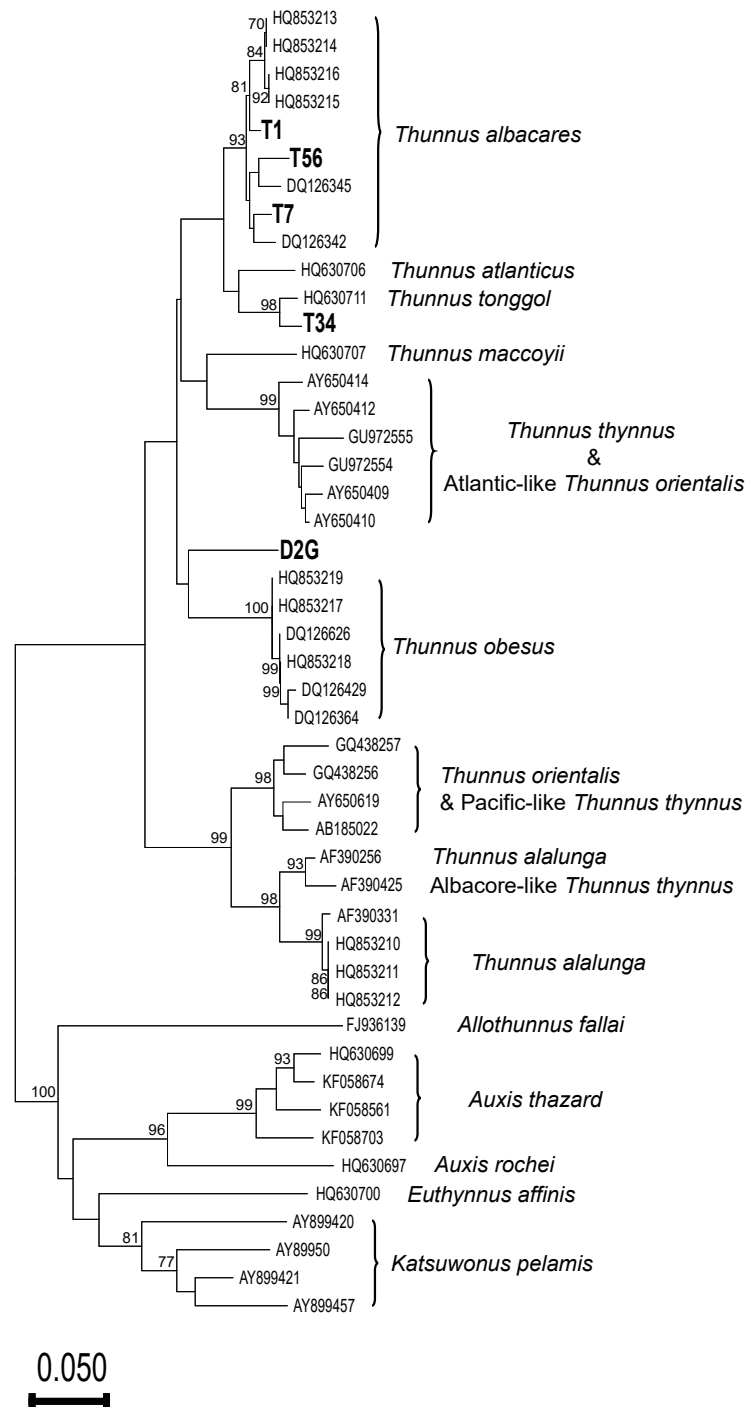 70
HQ853213
HQ853214
84
HQ853216
81
92
HQ853215
T1
Thunnus albacares
93
T56
DQ126345
T7
DQ126342
HQ630706
Thunnus atlanticus
HQ630711
Thunnus tonggol
98
T34
HQ630707
Thunnus maccoyii
AY650414
99
AY650412
GU972555
Thunnus thynnus
&
GU972554
Atlantic-like Thunnus orientalis
AY650409
AY650410
D2G
HQ853219
100
HQ853217
DQ126626
Thunnus obesus
HQ853218
99
DQ126429
99
DQ126364
GQ438257
98
GQ438256
Thunnus orientalis
AY650619
& Pacific-like Thunnus thynnus
AB185022
99
93
AF390256
Thunnus alalunga
AF390425
Albacore-like Thunnus thynnus
98
AF390331
99
HQ853210
Thunnus alalunga
HQ853211
86
86
HQ853212
FJ936139
Allothunnus fallai
HQ630699
93
KF058674
100
99
KF058561
Auxis thazard
96
KF058703
HQ630697
Auxis rochei
HQ630700
Euthynnus affinis
AY899420
81
AY89950
Katsuwonus pelamis
77
AY899421
AY899457
0.050